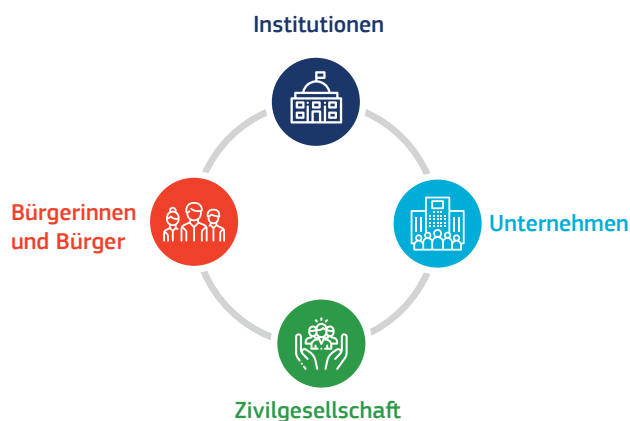 Institutionen
Bürgerinnen
und Bürger
Unternehmen
Zivilgesellschaft